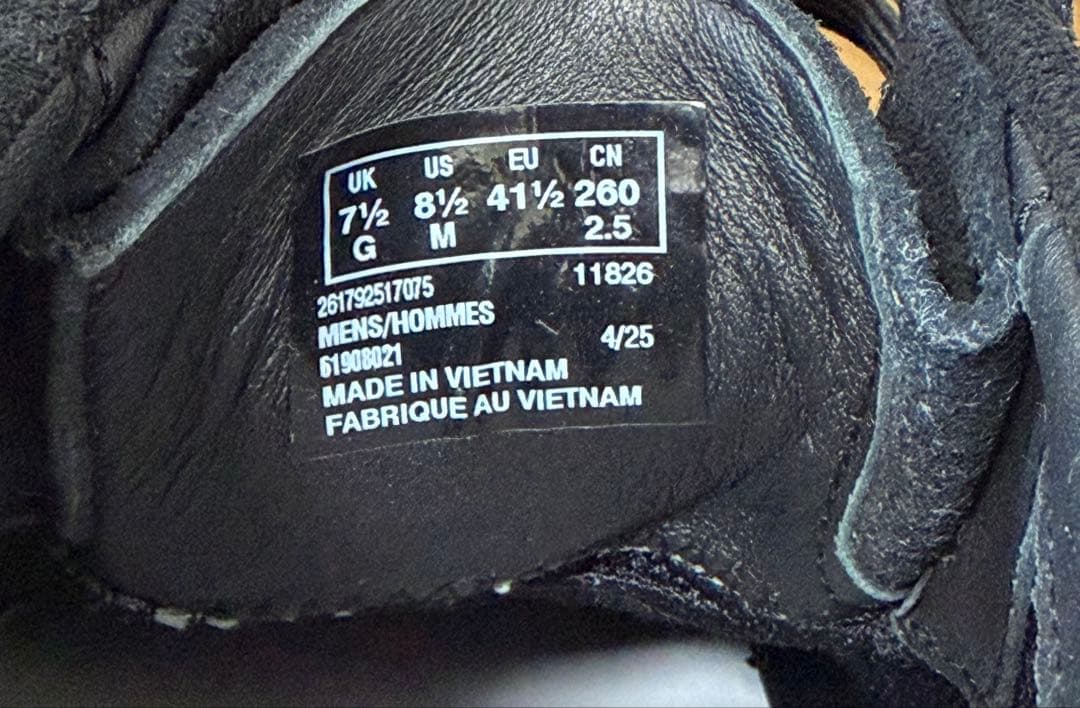 UK US EU CN
7½ 8½ 41½ 260
G M 2.5
261792517075 11826
MENS/HOMMES
61908021 4/25
MADE IN VIETNAM
FABRIQUE AU VIETNAM